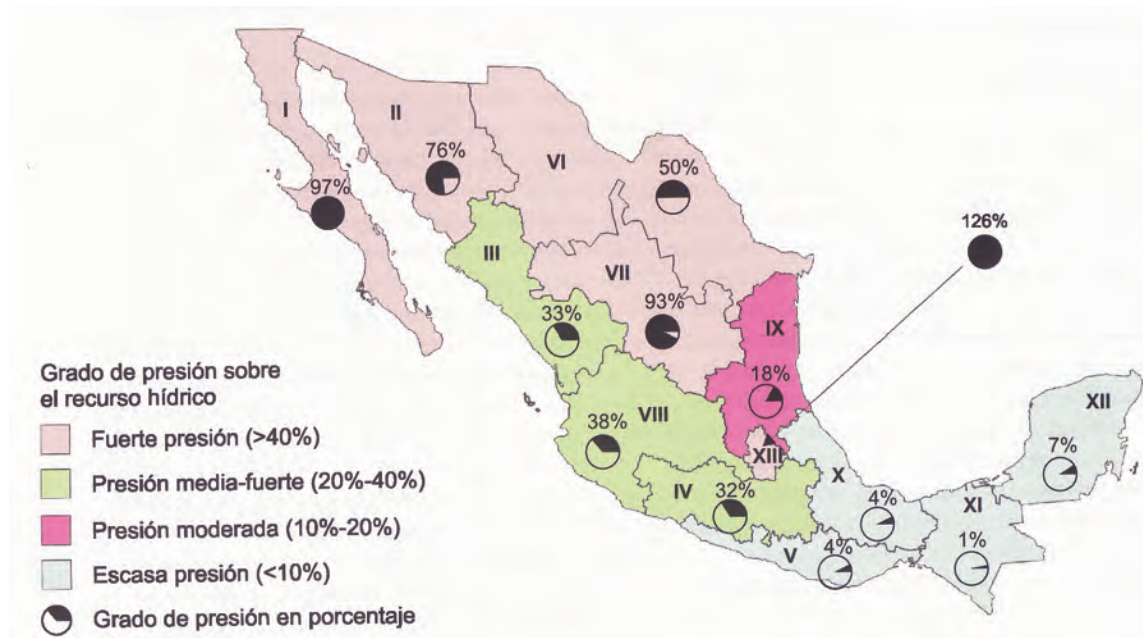 I
97%
II
76%
VI
50%
126%
III
33%
VII
93%
IX
18%
VIII
38%
XIII
IV
32%
V
4%
X
4%
XI
1%
XII
7%
Grado de presión sobre
el recurso hídrico
Fuerte presión (>40%)
Presión media-fuerte (20%-40%)
Presión moderada (10%-20%)
Escasa presión (<10%)
Grado de presión en porcentaje